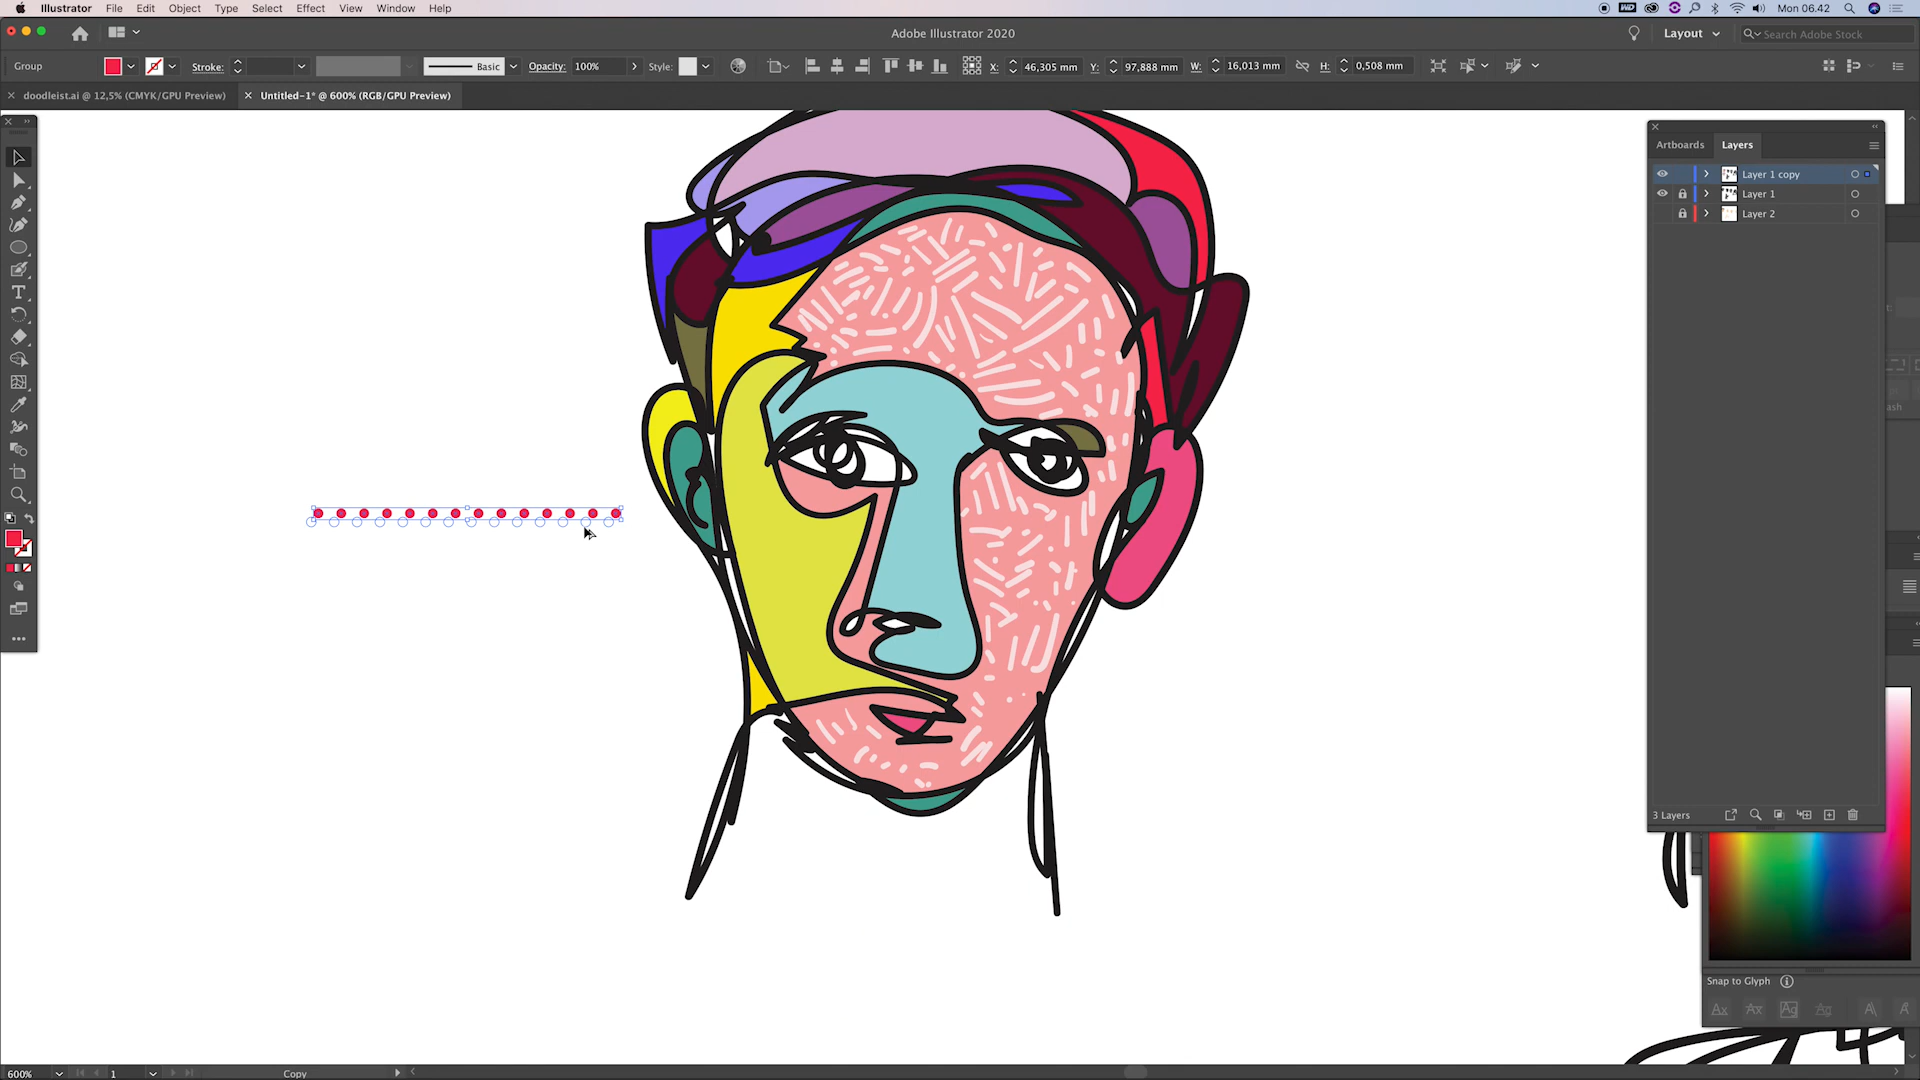 Illustrator File Edit Object Type Select Effect View Window Help
Mon 06.42
Adobe Illustrator 2020
Layout
Search Adobe Stock
Group
Stroke:
Basic
Opacity: 100%
Style:
X: 46,305 mm
Y: 97,888 mm
W: 16,013 mm
H: 0,508 mm
doodleist.ai @ 12,5% (CMYK/GPU Preview)
Untitled-1* @ 600% (RGB/GPU Preview)
Artboards Layers
Layer 1 copy
Layer 1
Layer 2
3 Layers
Snap to Glyph
600%
1
Copy